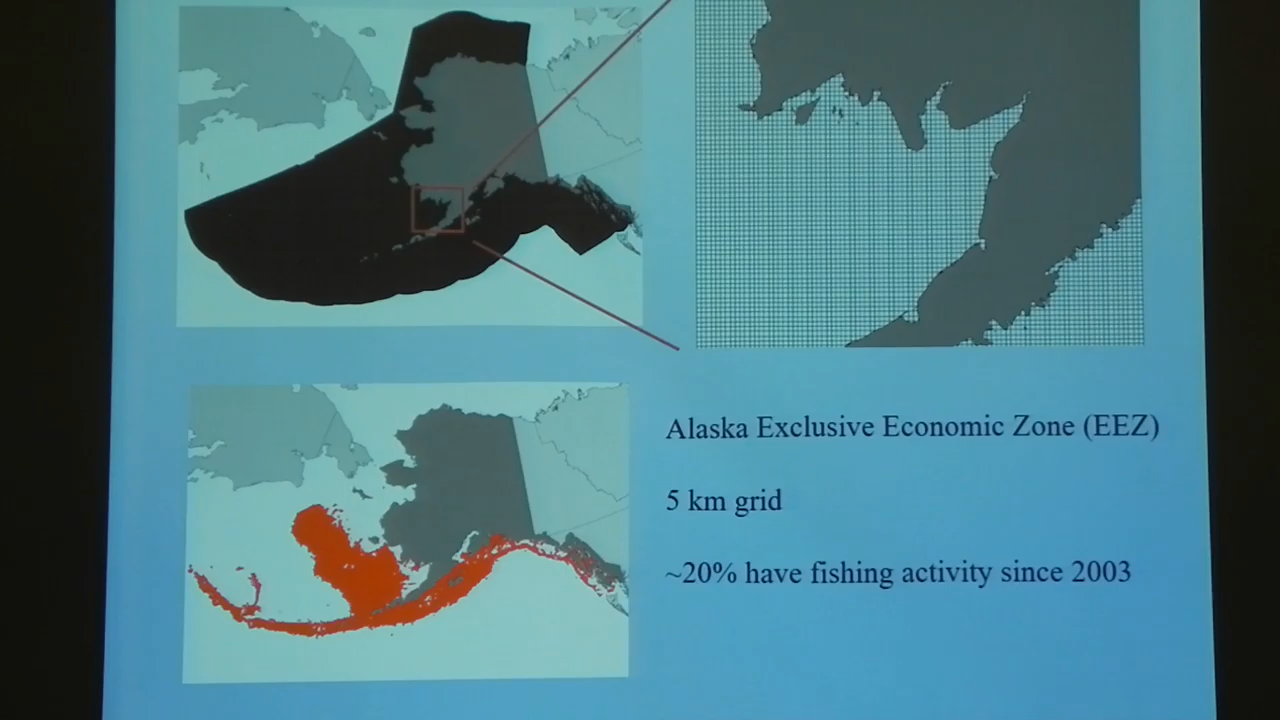 Alaska Exclusive Economic Zone (EEZ)
5 km grid
~20% have fishing activity since 2003